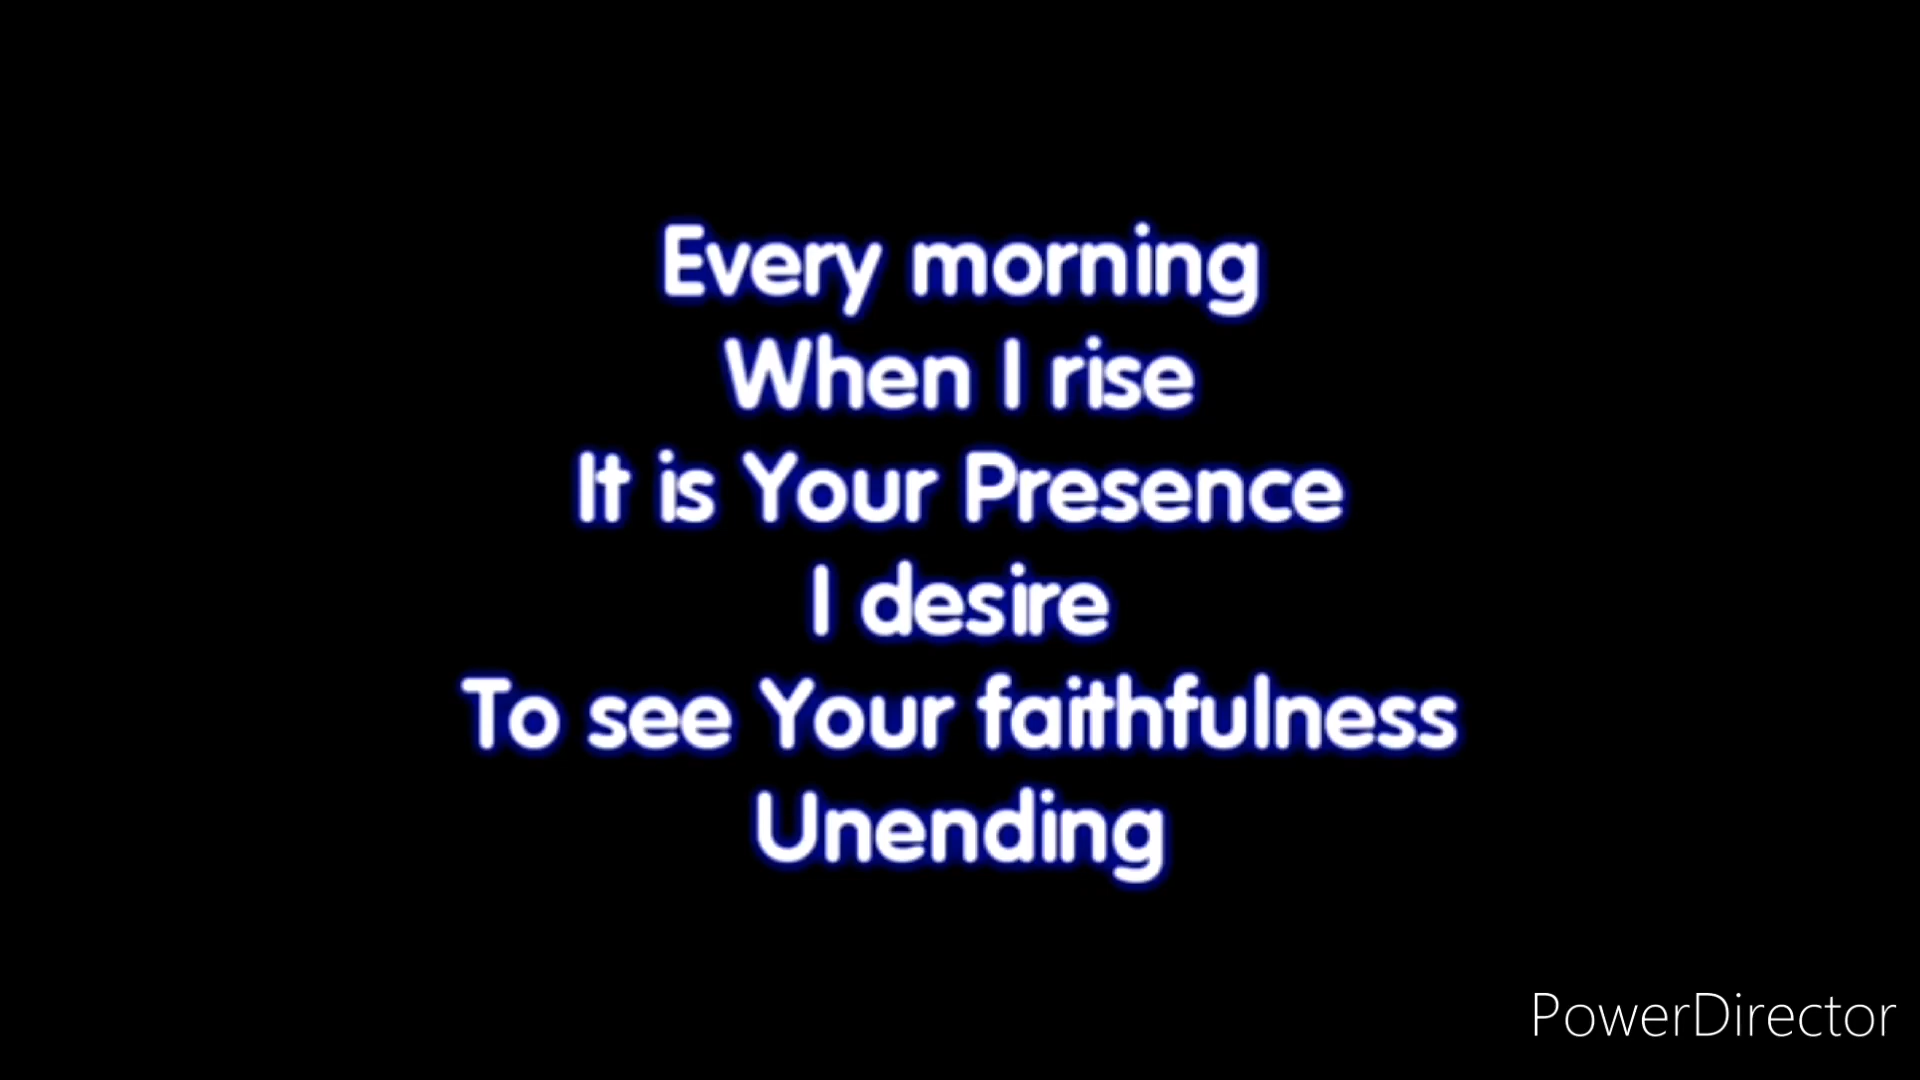 Every morning
When I rise
It is Your Presence
I desire
To see Your faithfulness
Unending
PowerDirector